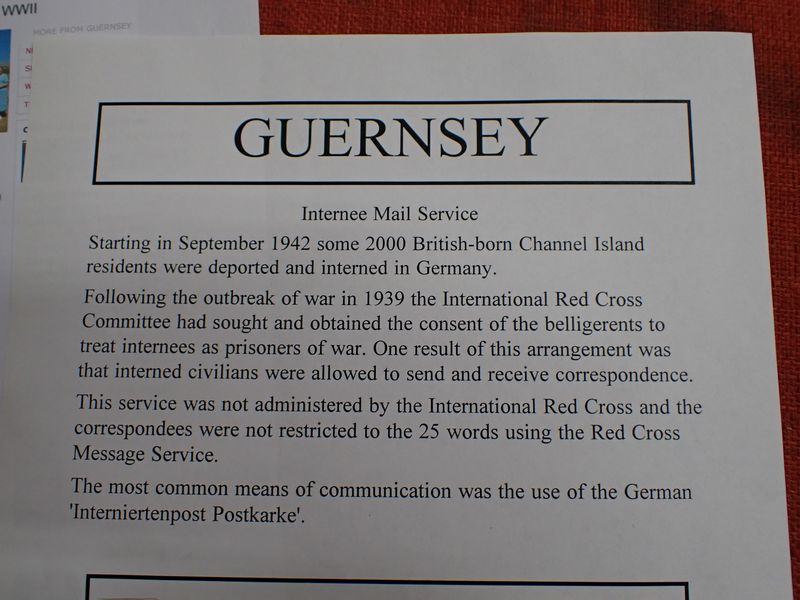 WWII
MORE FROM GUERNSEY
GUERNSEY
Internee Mail Service
Starting in September 1942 some 2000 British-born Channel Island
residents were deported and interned in Germany.
Following the outbreak of war in 1939 the International Red Cross
Committee had sought and obtained the consent of the belligerents to
treat internees as prisoners of war. One result of this arrangement was
that interned civilians were allowed to send and receive correspondence.
This service was not administered by the International Red Cross and the
correspondees were not restricted to the 25 words using the Red Cross
Message Service.
The most common means of communication was the use of the German
'Interniertenpost Postkarke'.